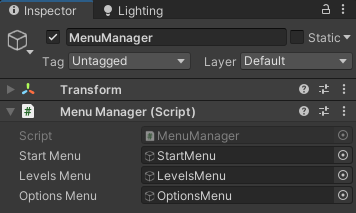 Inspector Lighting
MenuManager Static
Tag Untagged Layer Default
Transform
# Menu Manager (Script)
Script # MenuManager
Start Menu StartMenu
Levels Menu LevelsMenu
Options Menu OptionsMenu